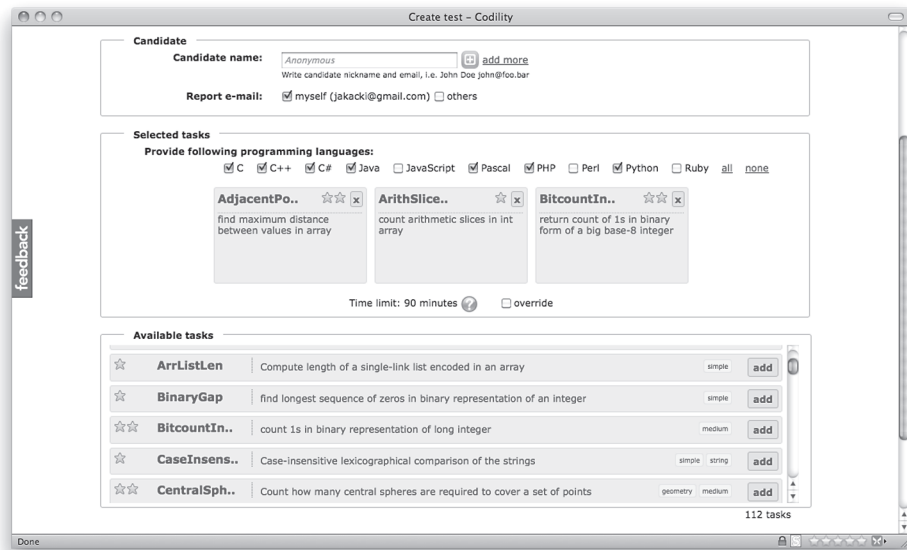 Create test – Codility
Candidate
Candidate name: Anonymous add more
Write candidate nickname and email, i.e. John Doe john@foo.bar
Report e-mail: myself (jakacki@gmail.com) others
Selected tasks
Provide following programming languages:
C C++ C# Java JavaScript Pascal PHP Perl Python Ruby all none
AdjacentPo.. x
find maximum distance
between values in array
ArithSlice.. x
count arithmetic slices in int
array
BitcountIn.. x
return count of 1s in binary
form of a big base-8 integer
feedback
Time limit: 90 minutes ? override
Available tasks
ArrListLen Compute length of a single-link list encoded in an array simple add
BinaryGap find longest sequence of zeros in binary representation of an integer simple add
BitcountIn.. count 1s in binary representation of long integer medium add
CaseInsens.. Case-insensitive lexicographical comparison of the strings simple string add
CentralSph.. Count how many central spheres are required to cover a set of points geometry medium add
112 tasks
Done